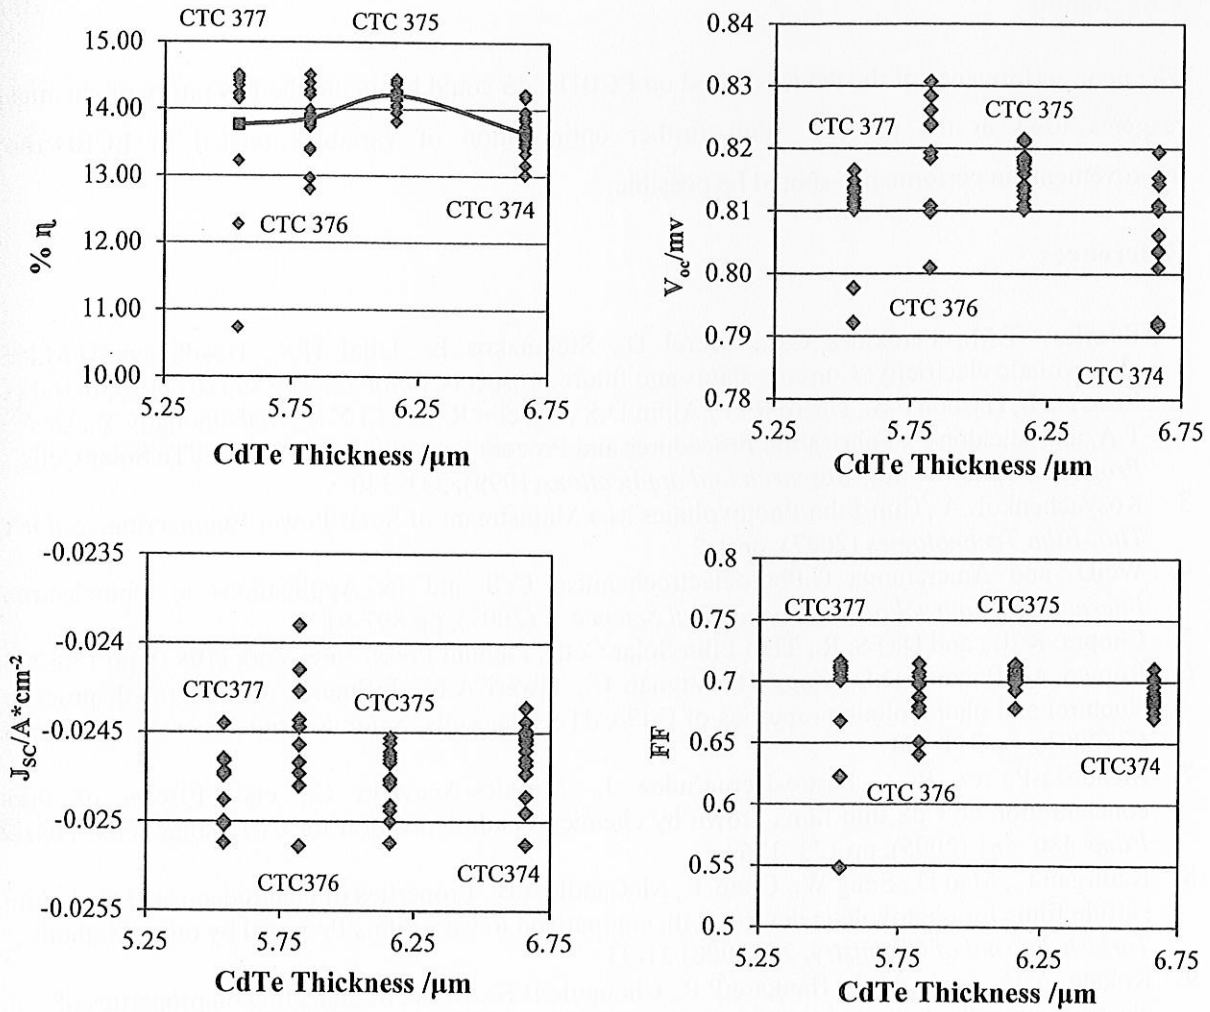 CTC 377
CTC 375
15.00
14.00
13.00
12.00
11.00
10.00
% η
CTC 376
CTC 374
5.25 5.75 6.25 6.75
CdTe Thickness /μm
0.84
0.83
0.82
0.81
0.80
0.79
0.78
Voc/mv
CTC 375
CTC 377
CTC 376
CTC 374
5.25 5.75 6.25 6.75
CdTe Thickness /μm
-0.0235
-0.024
-0.0245
-0.025
-0.0255
JSC/A*cm-2
CTC377
CTC375
CTC376
CTC374
5.25 5.75 6.25 6.75
CdTe Thickness /μm
0.8
0.75
0.7
0.65
0.6
0.55
0.5
FF
CTC377
CTC375
CTC 376
CTC374
5.25 5.75 6.25 6.75
CdTe Thickness /μm